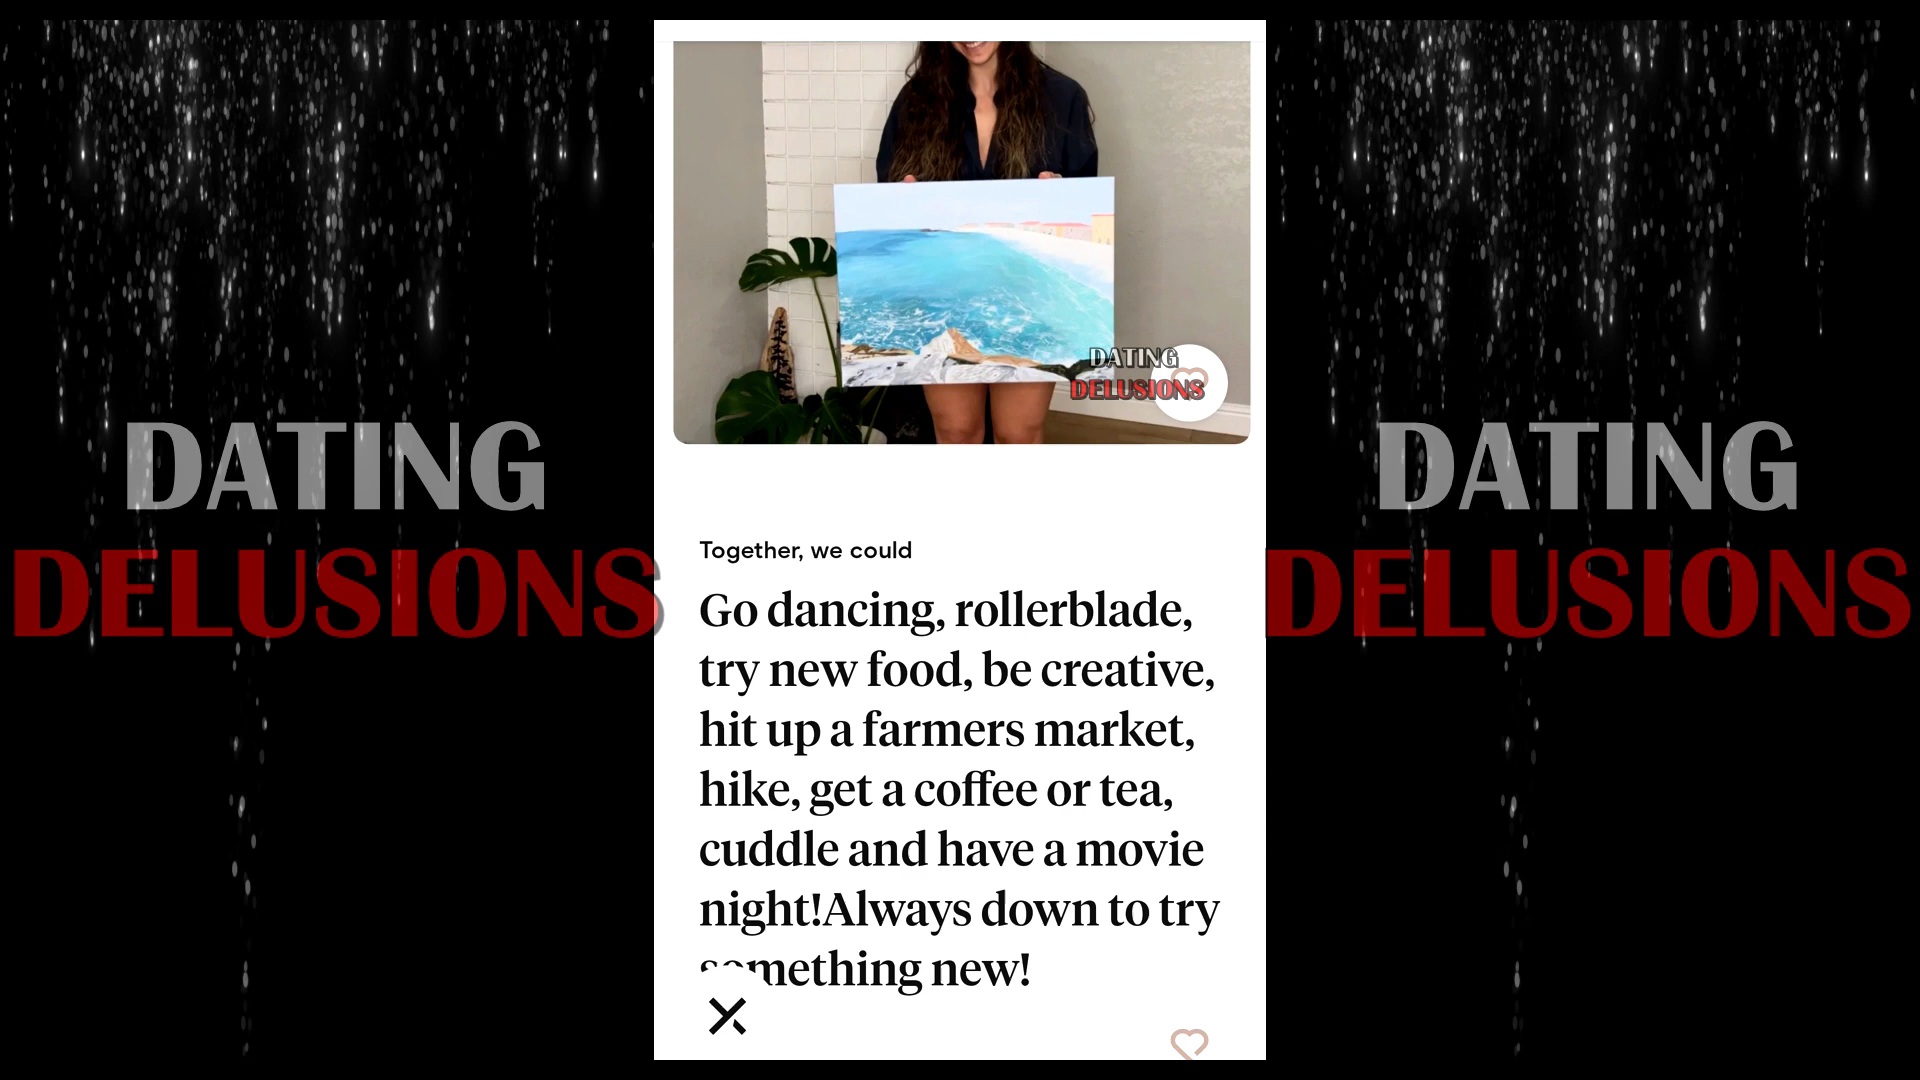 DATING
DELUSIONS
DATING
DELUSIONS
Together, we could
Go dancing, rollerblade,
try new food, be creative,
hit up a farmers market,
hike, get a coffee or tea,
cuddle and have a movie
night!Always down to try
something new!
DATING
DELUSIONS